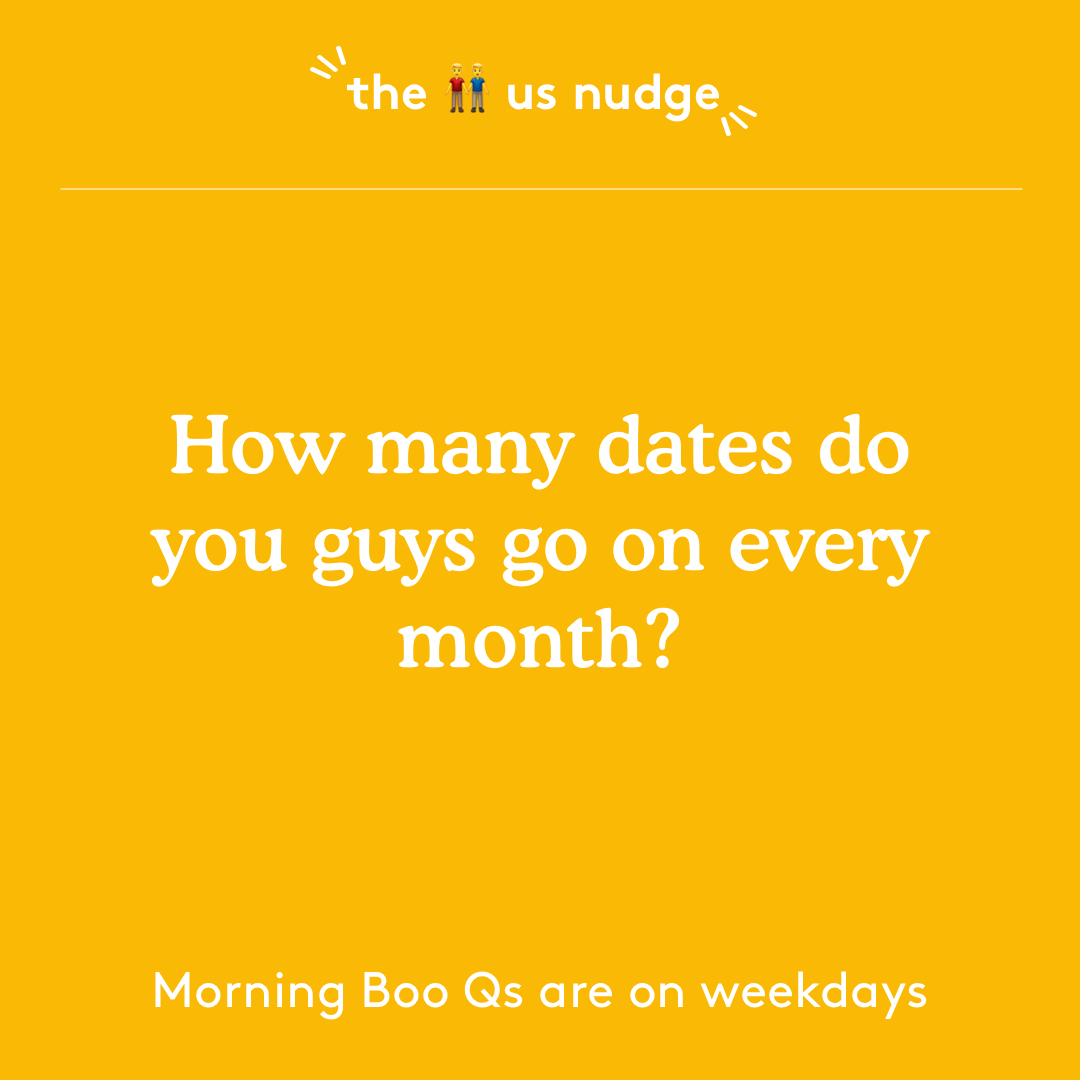 the 👬 us nudge
How many dates do
you guys go on every
month?
Morning Boo Qs are on weekdays